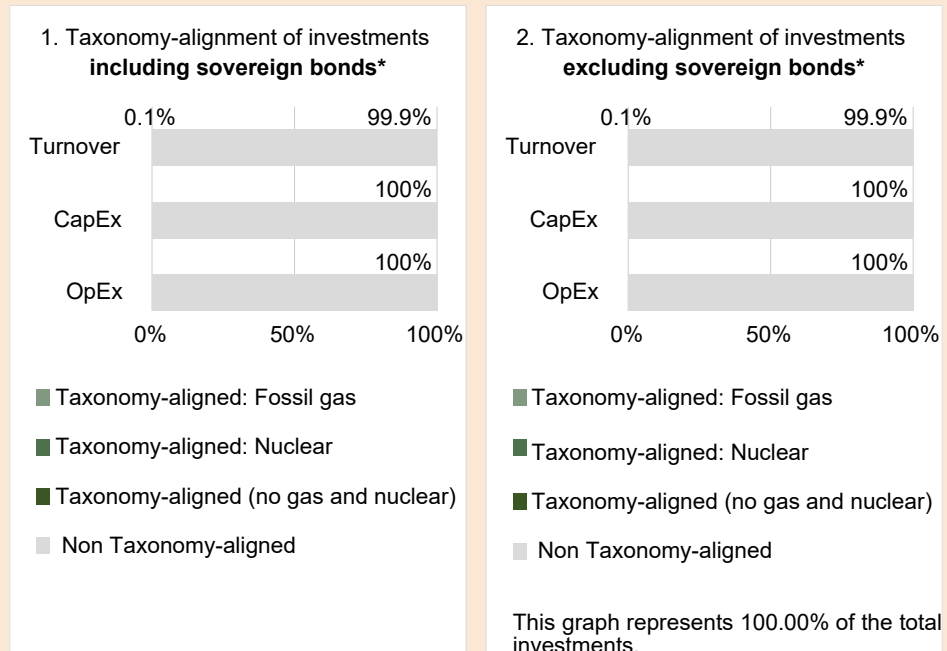 1. Taxonomy-alignment of investments
including sovereign bonds*
0.1% 99.9%
Turnover
100%
CapEx
100%
OpEx
0% 50% 100%
Taxonomy-aligned: Fossil gas
Taxonomy-aligned: Nuclear
Taxonomy-aligned (no gas and nuclear)
Non Taxonomy-aligned
2. Taxonomy-alignment of investments
excluding sovereign bonds*
0.1% 99.9%
Turnover
100%
CapEx
100%
OpEx
0% 50% 100%
Taxonomy-aligned: Fossil gas
Taxonomy-aligned: Nuclear
Taxonomy-aligned (no gas and nuclear)
Non Taxonomy-aligned
This graph represents 100.00% of the total
investments.